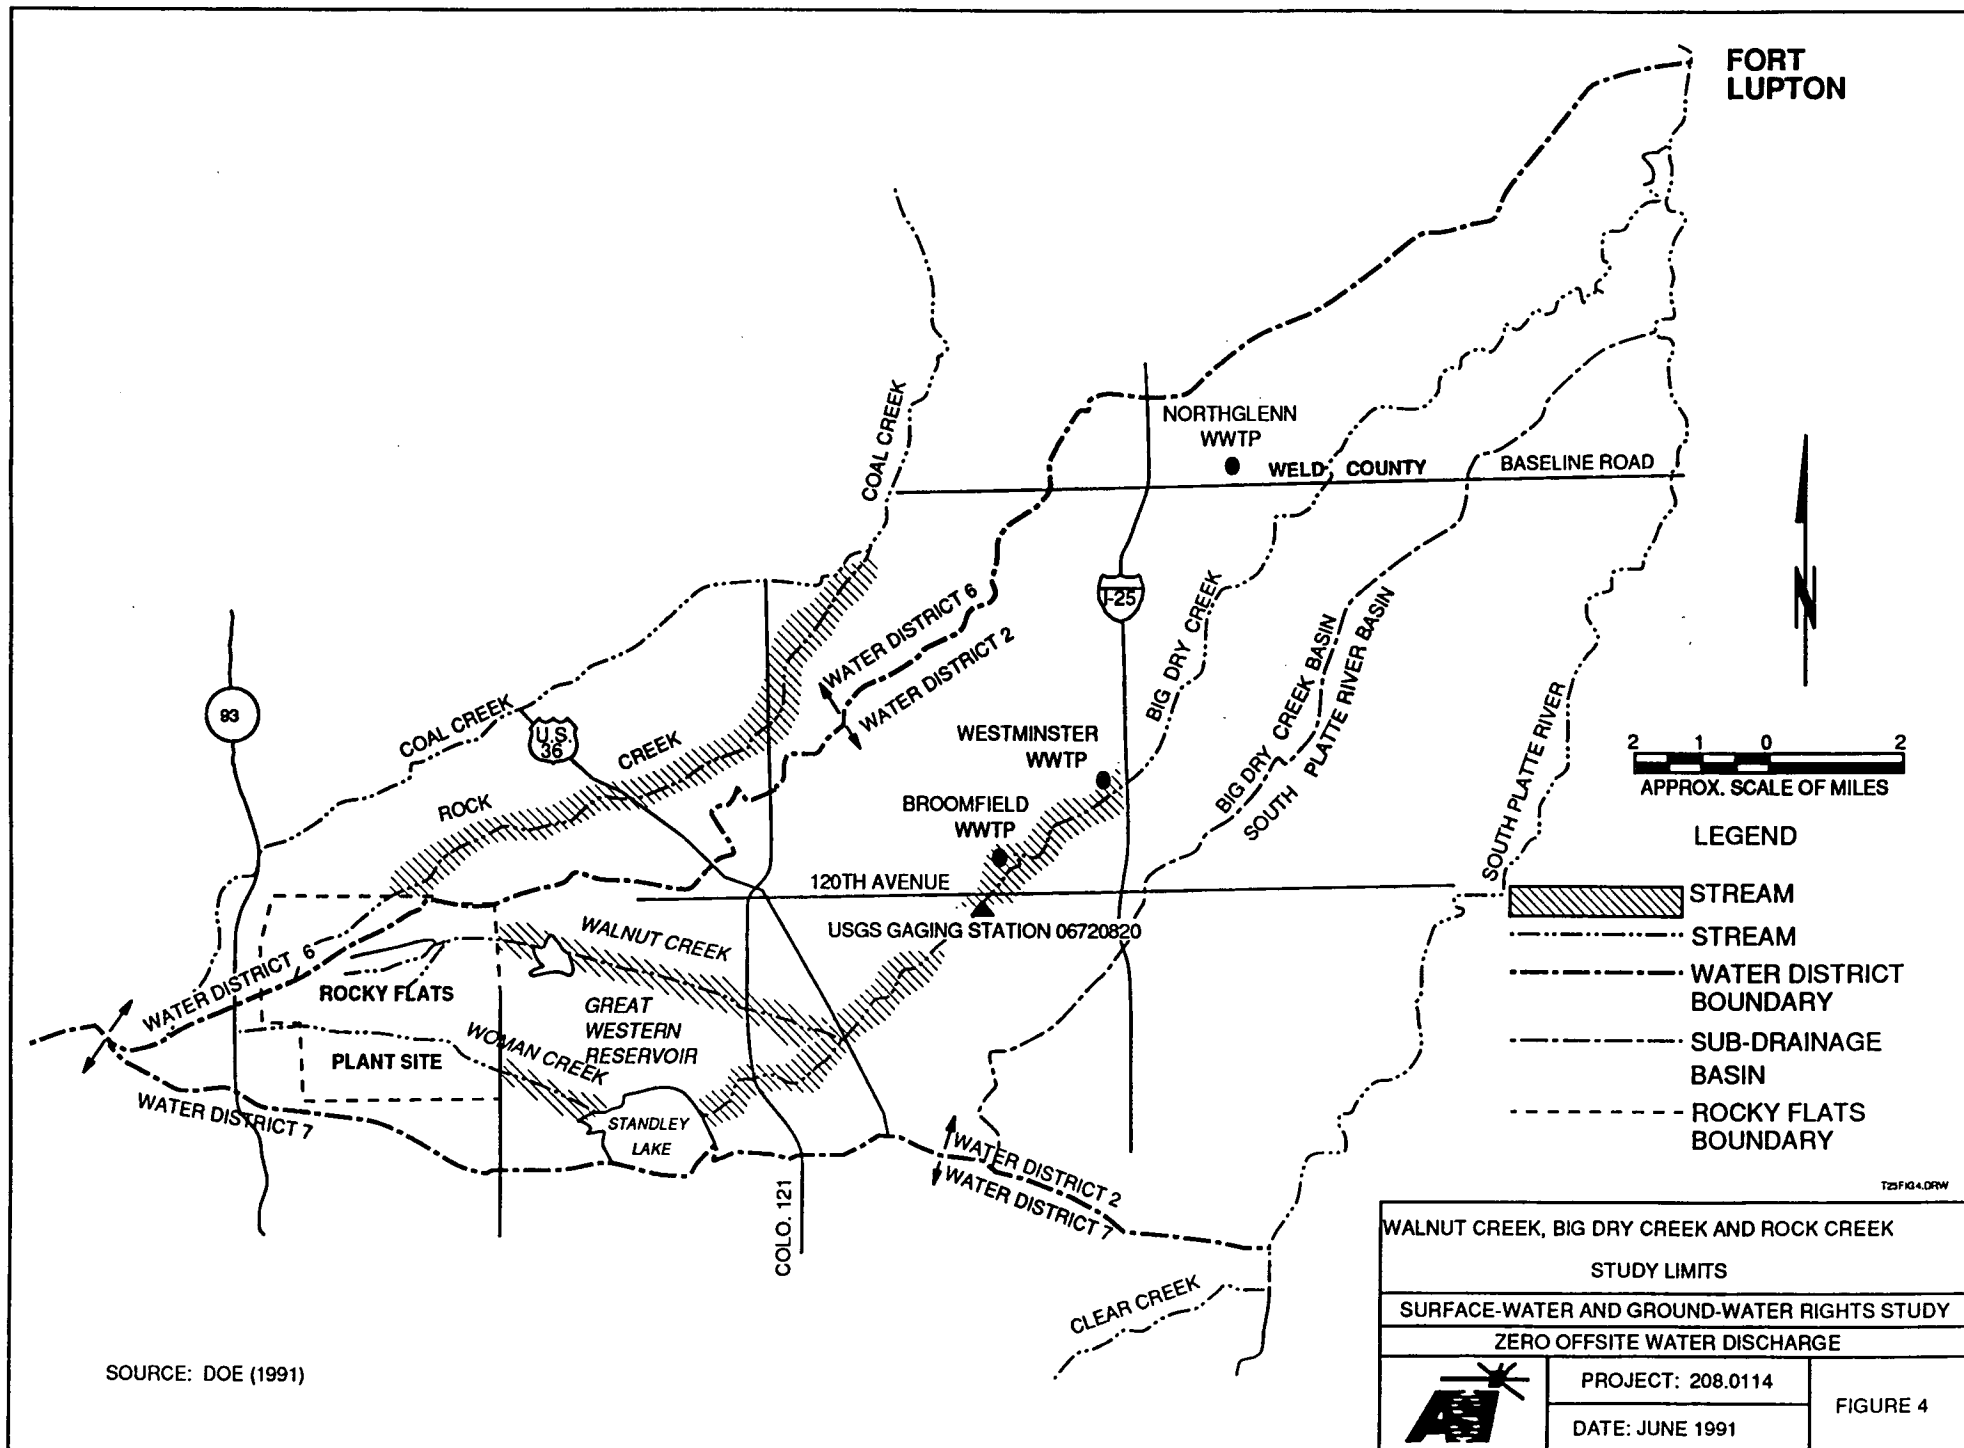 FORT
LUPTON
COAL CREEK
NORTHGLENN
WWTP
WELD COUNTY
BASELINE ROAD
N
I-25
WATER DISTRICT 6
WATER DISTRICT 2
BIG DRY CREEK
BIG DRY CREEK BASIN
SOUTH PLATTE RIVER BASIN
SOUTH PLATTE RIVER
93
COAL CREEK
U.S.
36
ROCK CREEK
WESTMINSTER
WWTP
BROOMFIELD
WWTP
120TH AVENUE
USGS GAGING STATION 06720820
WALNUT CREEK
WATER DISTRICT 6
ROCKY FLATS
GREAT
WESTERN
RESERVOIR
WOMAN CREEK
PLANT SITE
WATER DISTRICT 7
STANDLEY
LAKE
COLO. 121
WATER DISTRICT 2
WATER DISTRICT 7
CLEAR CREEK
2 1 0 2
APPROX. SCALE OF MILES
LEGEND
STREAM
STREAM
WATER DISTRICT
BOUNDARY
SUB-DRAINAGE
BASIN
ROCKY FLATS
BOUNDARY
T25FIG4.DRW
WALNUT CREEK, BIG DRY CREEK AND ROCK CREEK
STUDY LIMITS
SURFACE-WATER AND GROUND-WATER RIGHTS STUDY
ZERO OFFSITE WATER DISCHARGE
PROJECT: 208.0114
DATE: JUNE 1991
FIGURE 4
SOURCE: DOE (1991)